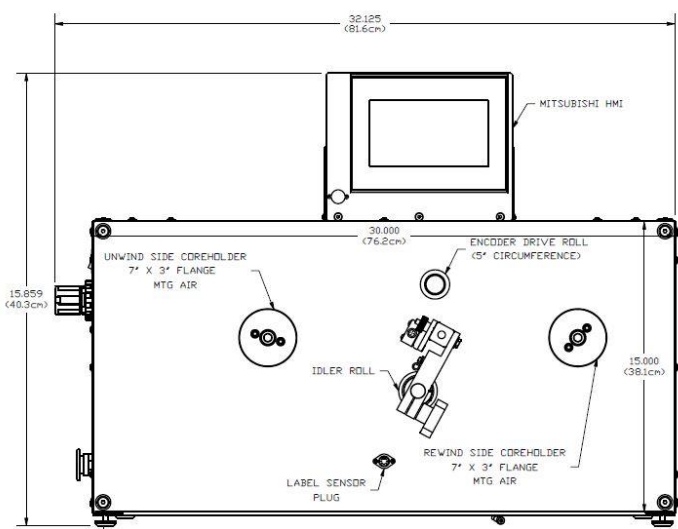 32.125
(81.6cm)
MITSUBISHI HMI
30.000
(76.2cm)
ENCODER DRIVE ROLL
(5" CIRCUMFERENCE)
UNWIND SIDE COREHOLDER
7" X 3" FLANGE
MTG AIR
15.859
(40.3cm)
IDLER ROLL
15.000
(38.1cm)
REWIND SIDE COREHOLDER
7" X 3" FLANGE
MTG AIR
LABEL SENSOR
PLUG